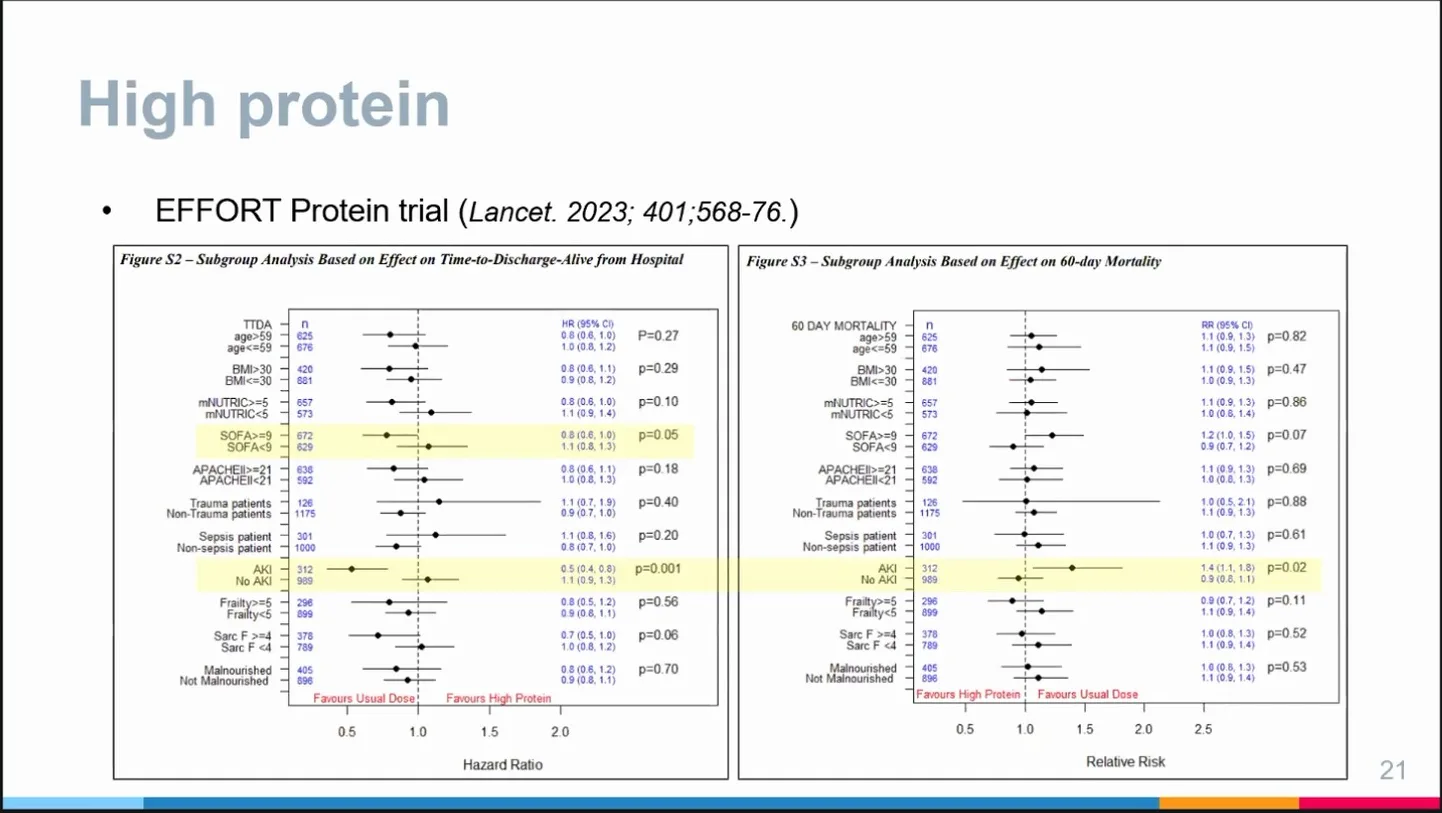 High protein
• EFFORT Protein trial (Lancet. 2023; 401;568-76.)
Figure S2 – Subgroup Analysis Based on Effect on Time-to-Discharge-Alive from Hospital
TTDA n HR (95% CI)
age>59 625 0.8 (0.6, 1.0) P=0.27
age<=59 676 1.0 (0.8, 1.2)
BMI>30 420 0.8 (0.6, 1.1) p=0.29
BMI<=30 881 0.9 (0.8, 1.2)
mNUTRIC>=5 657 0.8 (0.6, 1.0) p=0.10
mNUTRIC<5 573 1.1 (0.9, 1.4)
SOFA>=9 672 0.8 (0.6, 1.0) p=0.05
SOFA<9 629 1.1 (0.8, 1.3)
APACHEII>=21 638 0.8 (0.6, 1.1) p=0.18
APACHEII<21 592 1.0 (0.8, 1.3)
Trauma patients 126 1.1 (0.7, 1.9) p=0.40
Non-Trauma patients 1175 0.9 (0.7, 1.0)
Sepsis patient 301 1.1 (0.8, 1.6) p=0.20
Non-sepsis patient 1000 0.8 (0.7, 1.0)
AKI 312 0.5 (0.4, 0.8) p=0.001
No AKI 989 1.1 (0.9, 1.3)
Frailty>=5 296 0.8 (0.5, 1.2) p=0.56
Frailty<5 899 0.9 (0.8, 1.1)
Sarc F >=4 378 0.7 (0.5, 1.0) p=0.06
Sarc F <4 789 1.0 (0.8, 1.2)
Malnourished 405 0.8 (0.6, 1.2) p=0.70
Not Malnourished 896 0.9 (0.8, 1.1)
Favours Usual Dose Favours High Protein
0.5 1.0 1.5 2.0
Hazard Ratio
Figure S3 – Subgroup Analysis Based on Effect on 60-day Mortality
60 DAY MORTALITY n RR (95% CI)
age>59 625 1.1 (0.9, 1.3) p=0.82
age<=59 676 1.1 (0.9, 1.5)
BMI>30 420 1.1 (0.9, 1.5) p=0.47
BMI<=30 881 1.0 (0.9, 1.3)
mNUTRIC>=5 657 1.1 (0.9, 1.3) p=0.86
mNUTRIC<5 573 1.0 (0.8, 1.4)
SOFA>=9 672 1.2 (1.0, 1.5) p=0.07
SOFA<9 629 0.9 (0.7, 1.2)
APACHEII>=21 638 1.1 (0.9, 1.3) p=0.69
APACHEII<21 592 1.0 (0.8, 1.3)
Trauma patients 126 1.0 (0.5, 2.1) p=0.88
Non-Trauma patients 1175 1.1 (0.9, 1.3)
Sepsis patient 301 1.0 (0.7, 1.3) p=0.61
Non-sepsis patient 1000 1.1 (0.9, 1.3)
AKI 312 1.4 (1.1, 1.8) p=0.02
No AKI 989 0.9 (0.8, 1.1)
Frailty>=5 296 0.9 (0.7, 1.2) p=0.11
Frailty<5 899 1.1 (0.9, 1.4)
Sarc F >=4 378 1.0 (0.8, 1.3) p=0.52
Sarc F <4 789 1.1 (0.9, 1.4)
Malnourished 405 1.0 (0.8, 1.3) p=0.53
Not Malnourished 896 1.1 (0.9, 1.4)
Favours High Protein Favours Usual Dose
0.5 1.0 1.5 2.0 2.5
Relative Risk
21